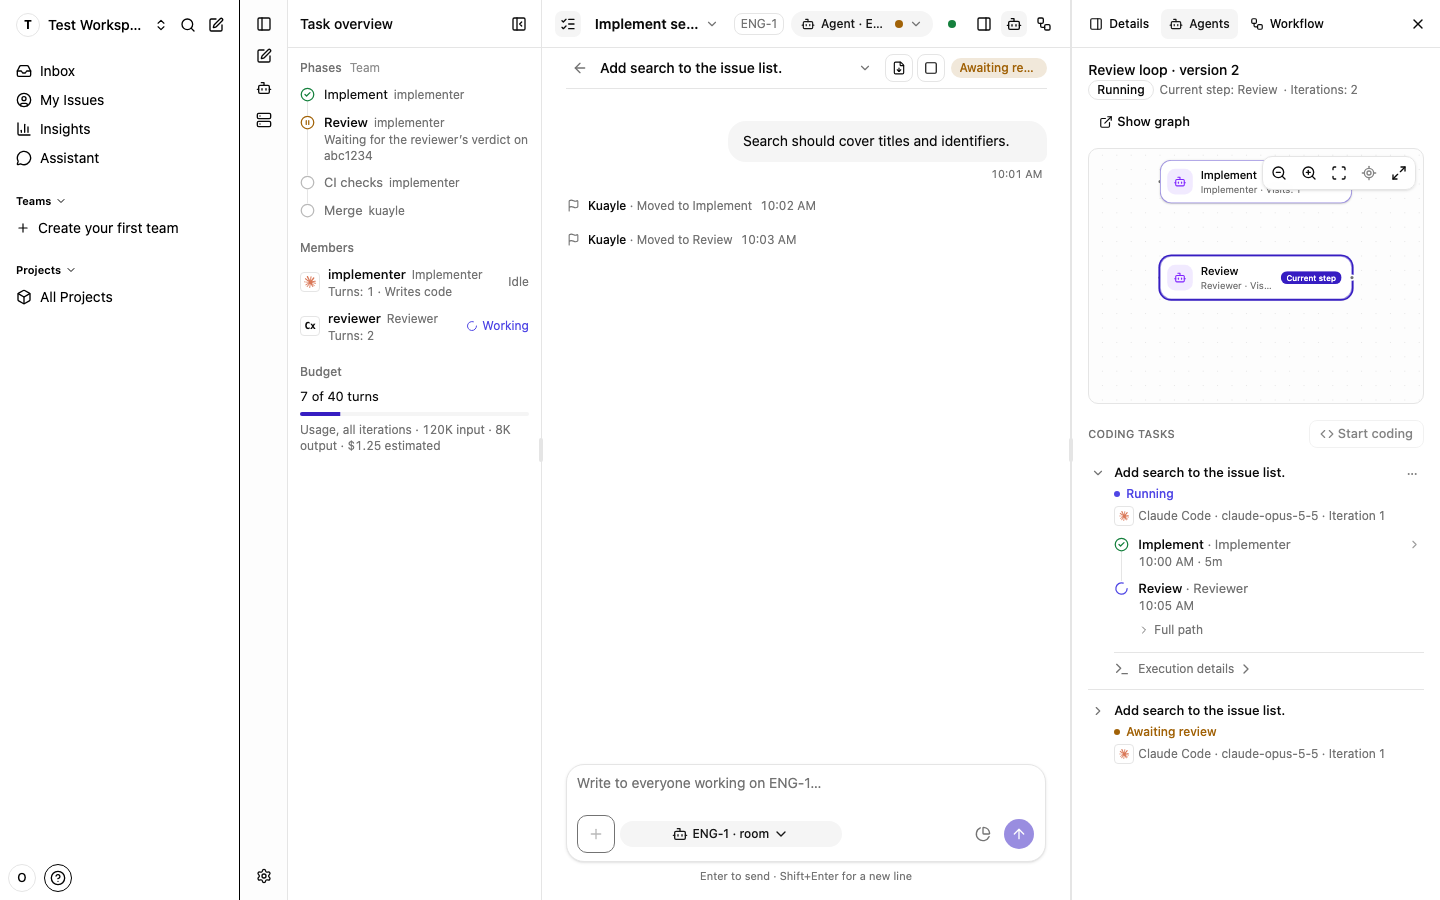 T Test Worksp...
Inbox
My Issues
Insights
Assistant
Teams
Create your first team
Projects
All Projects
O
Task overview
Phases Team
Implement implementer
Review implementer
Waiting for the reviewer's verdict on
abc1234
CI checks implementer
Merge kuayle
Members
implementer Implementer
Turns: 1 · Writes code
Idle
Cx reviewer Reviewer
Turns: 2
Working
Budget
7 of 40 turns
Usage, all iterations · 120K input · 8K
output · $1.25 estimated
Implement se... ENG-1 Agent · E...
Add search to the issue list. Awaiting re...
Search should cover titles and identifiers.
10:01 AM
Kuayle · Moved to Implement 10:02 AM
Kuayle · Moved to Review 10:03 AM
Write to everyone working on ENG-1...
ENG-1 · room
Enter to send · Shift+Enter for a new line
Details Agents Workflow
Review loop · version 2
Running Current step: Review · Iterations: 2
Show graph
Implement
Implementer · Visits: 1
Review
Reviewer · Vis...
Current step
CODING TASKS
Start coding
Add search to the issue list. ...
Running
Claude Code · claude-opus-5-5 · Iteration 1
Implement · Implementer
10:00 AM · 5m
Review · Reviewer
10:05 AM
Full path
Execution details
Add search to the issue list.
Awaiting review
Claude Code · claude-opus-5-5 · Iteration 1